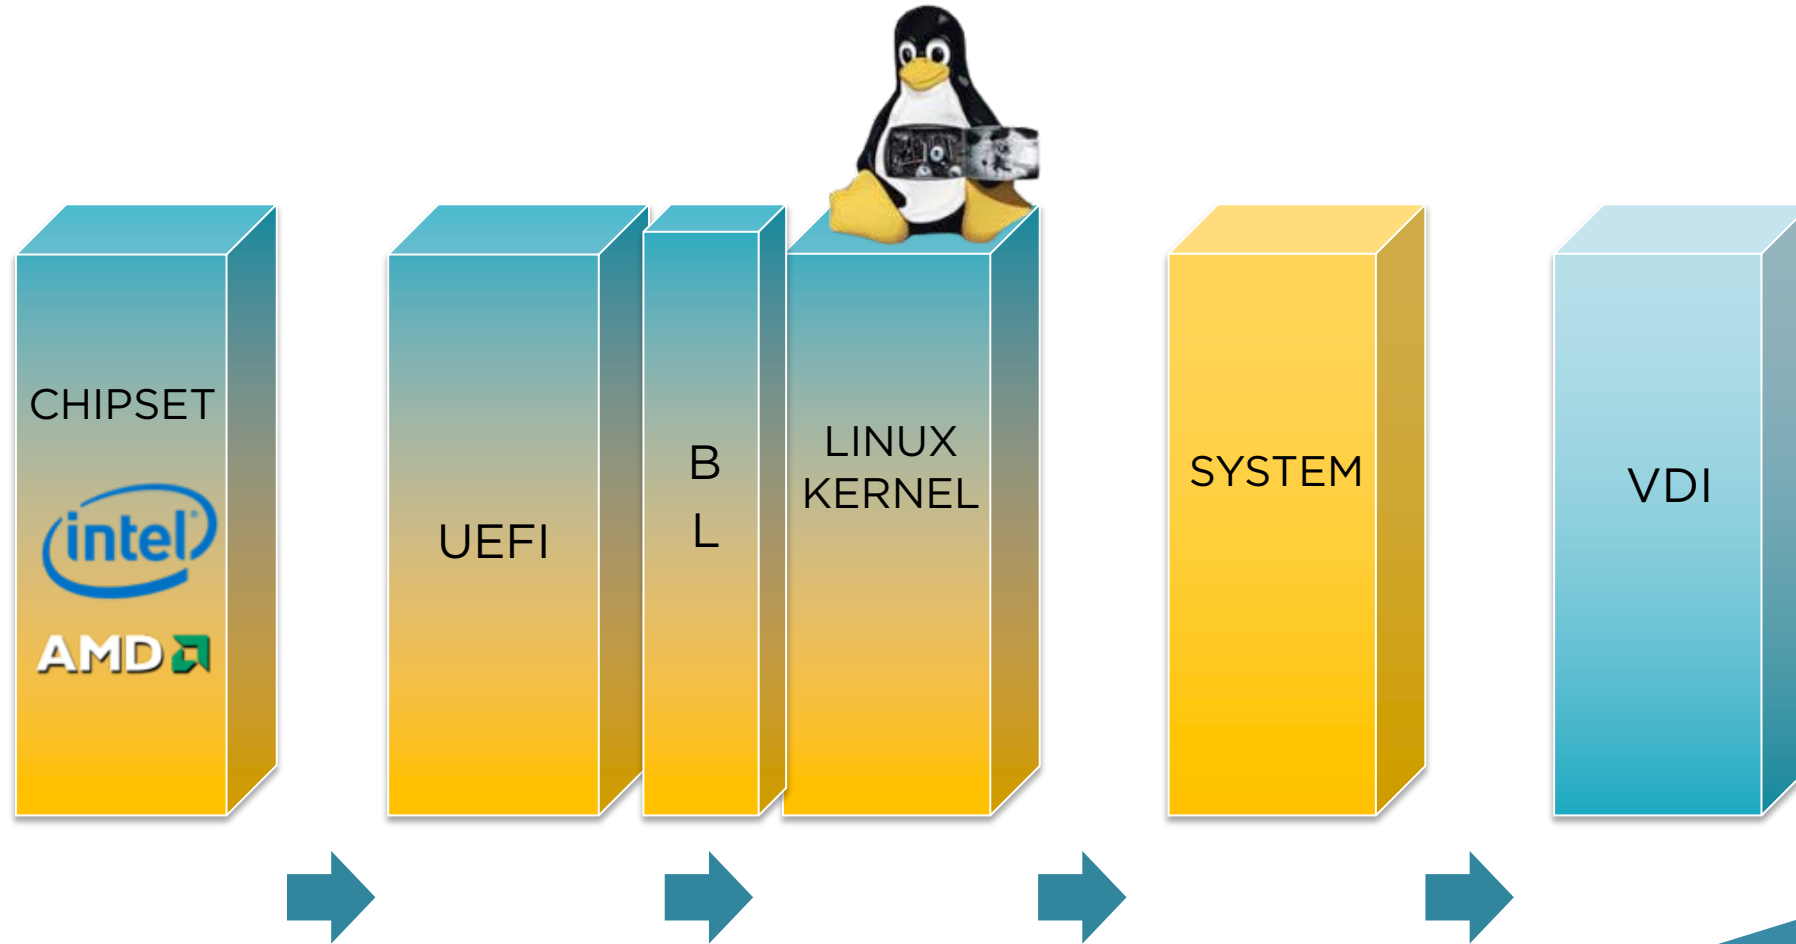 CHIPSET
intel
AMD
UEFI
B
L
LINUX
KERNEL
SYSTEM
VDI